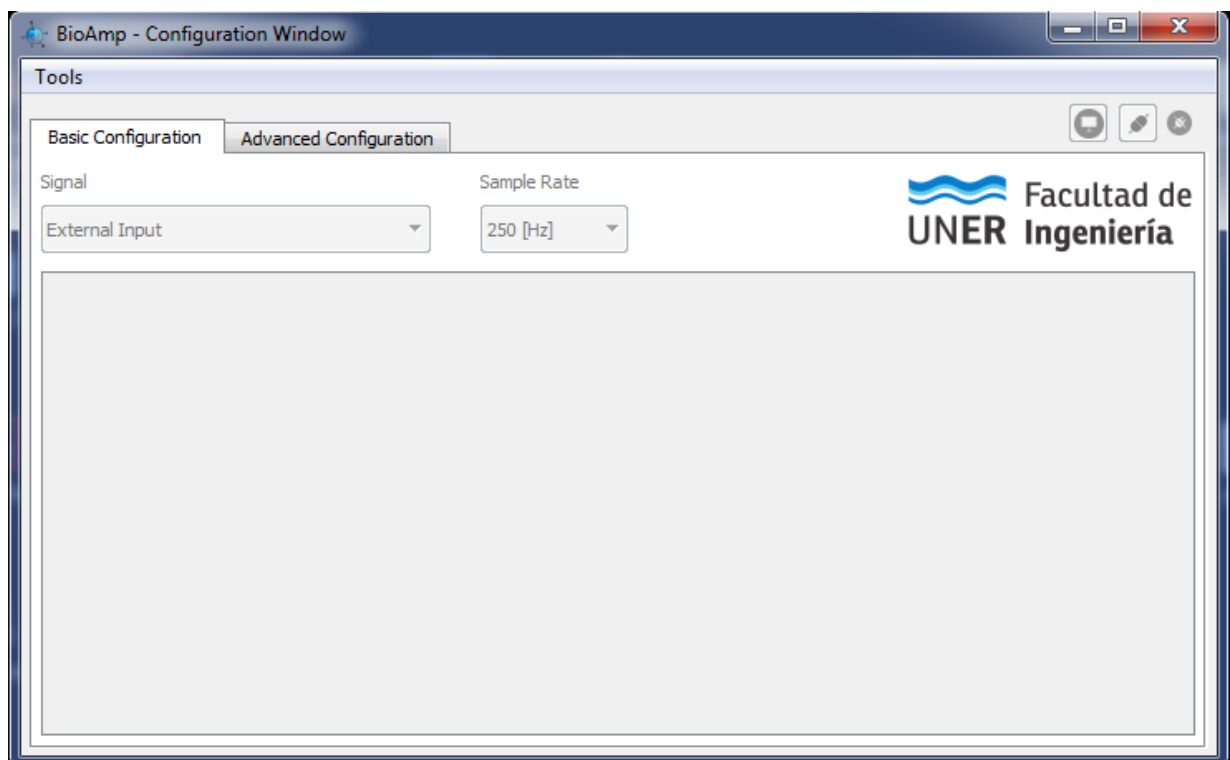 BioAmp - Configuration Window
Tools
Basic Configuration
Advanced Configuration
Signal
Sample Rate
External Input
250 [Hz]
UNER
Facultad de
Ingeniería